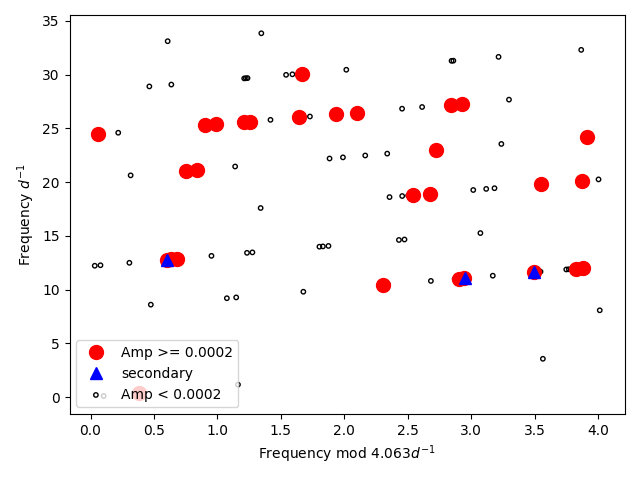 35
30
25
20
15
10
5
0
Frequency d⁻¹
Amp >= 0.0002
secondary
Amp < 0.0002
0.0 0.5 1.0 1.5 2.0 2.5 3.0 3.5 4.0
Frequency mod 4.063d⁻¹